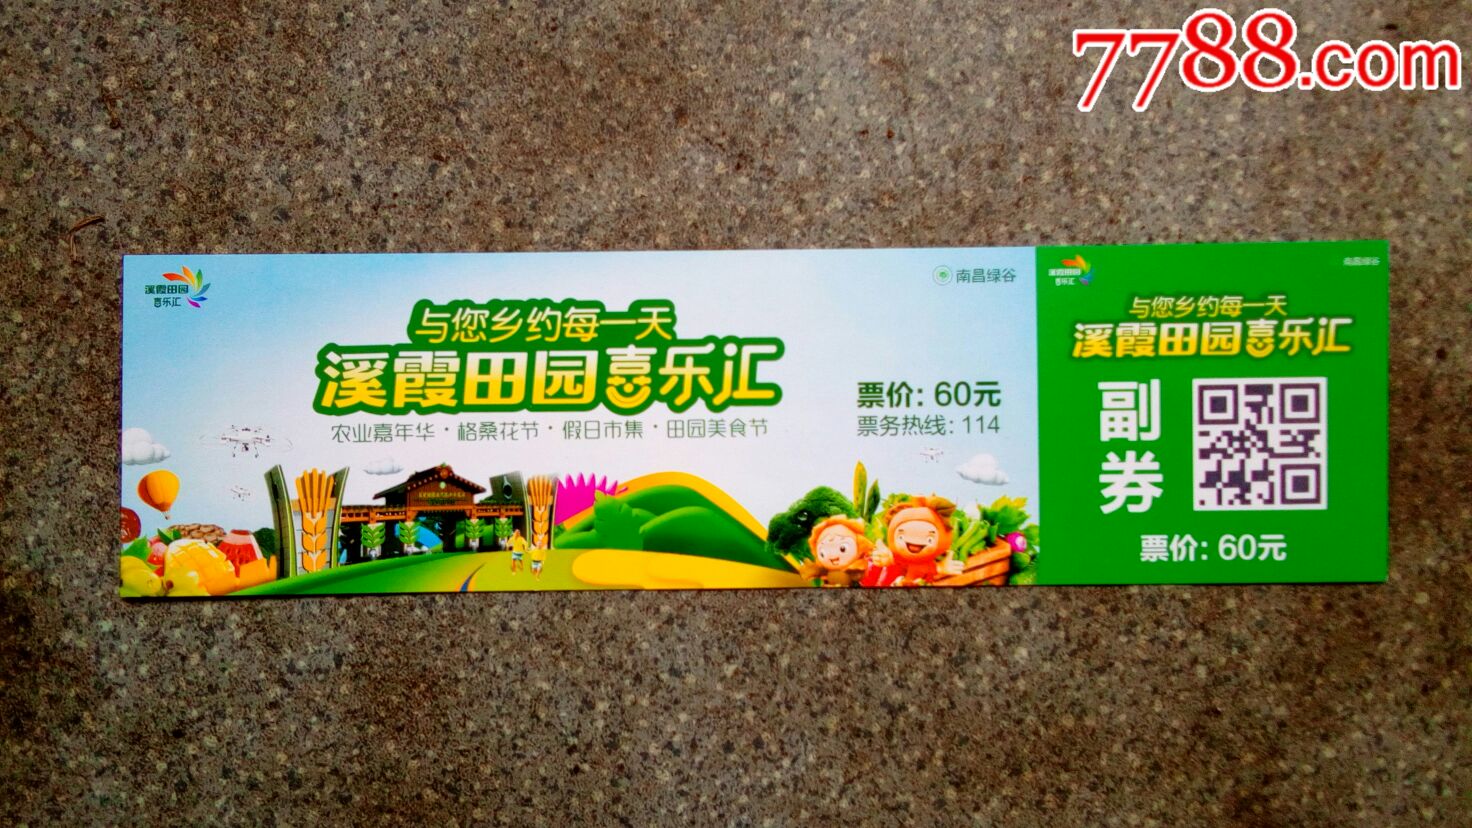 7788.com
溪霞田园
喜乐汇
南昌绿谷
与您乡约每一天
溪霞田园喜乐汇
农业嘉年华·格桑花节·假日市集·田园美食节
票价：60元
票务热线：114
溪霞田园
喜乐汇
南昌绿谷
与您乡约每一天
溪霞田园喜乐汇
副券
票价：60元